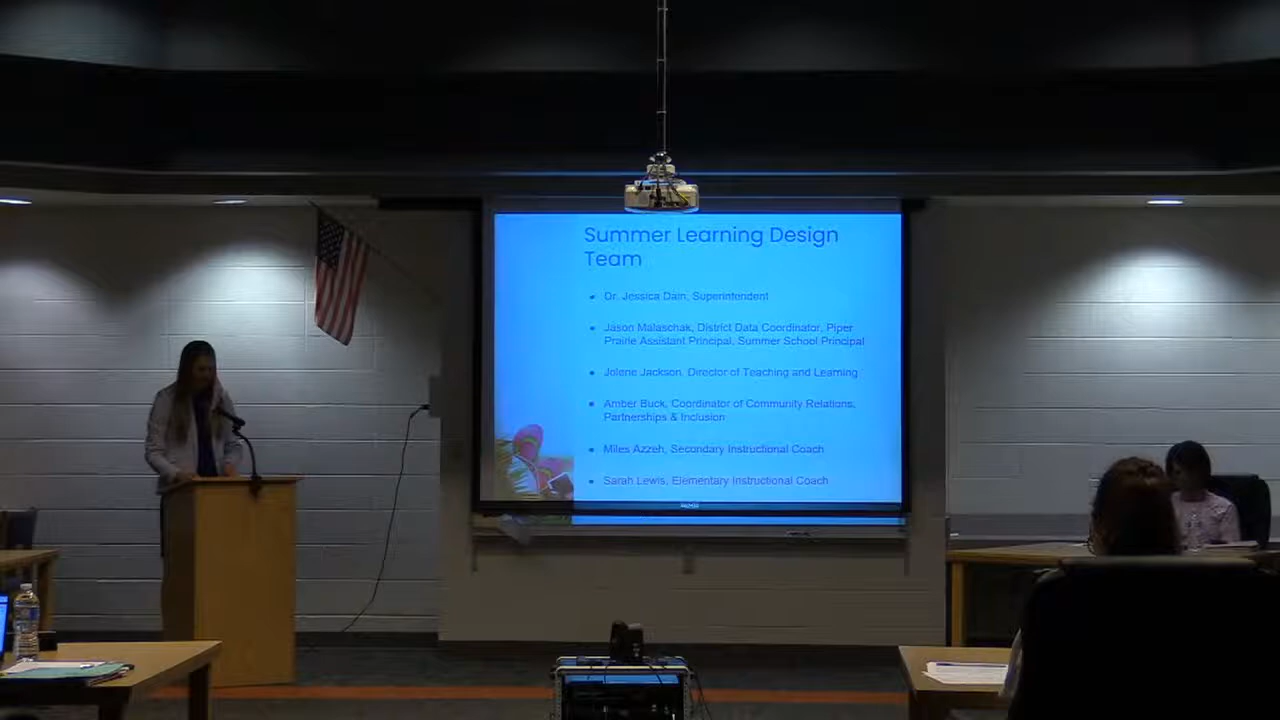 Summer Learning Design
Team
Dr. Jessica Dain, Superintendent
Jason Malaschak, District Data Coordinator, Piper
Prairie Assistant Principal, Summer School Principal
Jolene Jackson, Director of Teaching and Learning
Amber Buck, Coordinator of Community Relations,
Partnerships & Inclusion
Miles Azzeh, Secondary Instructional Coach
Sarah Lewis, Elementary Instructional Coach